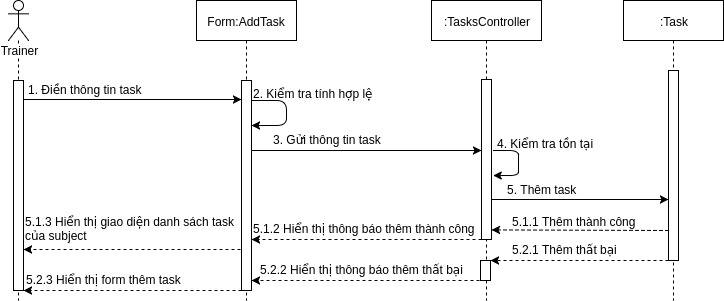 Trainer
Form:AddTask
:TasksController
:Task
1. Điền thông tin task
2. Kiểm tra tính hợp lệ
3. Gửi thông tin task
4. Kiểm tra tồn tại
5. Thêm task
5.1.1 Thêm thành công
5.1.2 Hiển thị thông báo thêm thành công
5.1.3 Hiển thị giao diện danh sách task
của subject
5.2.1 Thêm thất bại
5.2.2 Hiển thị thông báo thêm thất bại
5.2.3 Hiển thị form thêm task